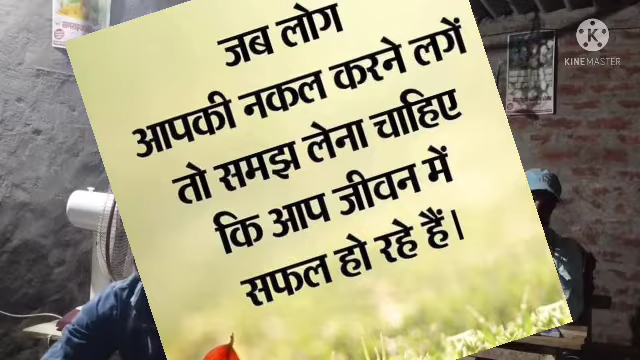 जब लोग
आपकी नकल करने लगें
तो समझ लेना चाहिए
कि आप जीवन में
सफल हो रहे हैं।
KINEMASTER